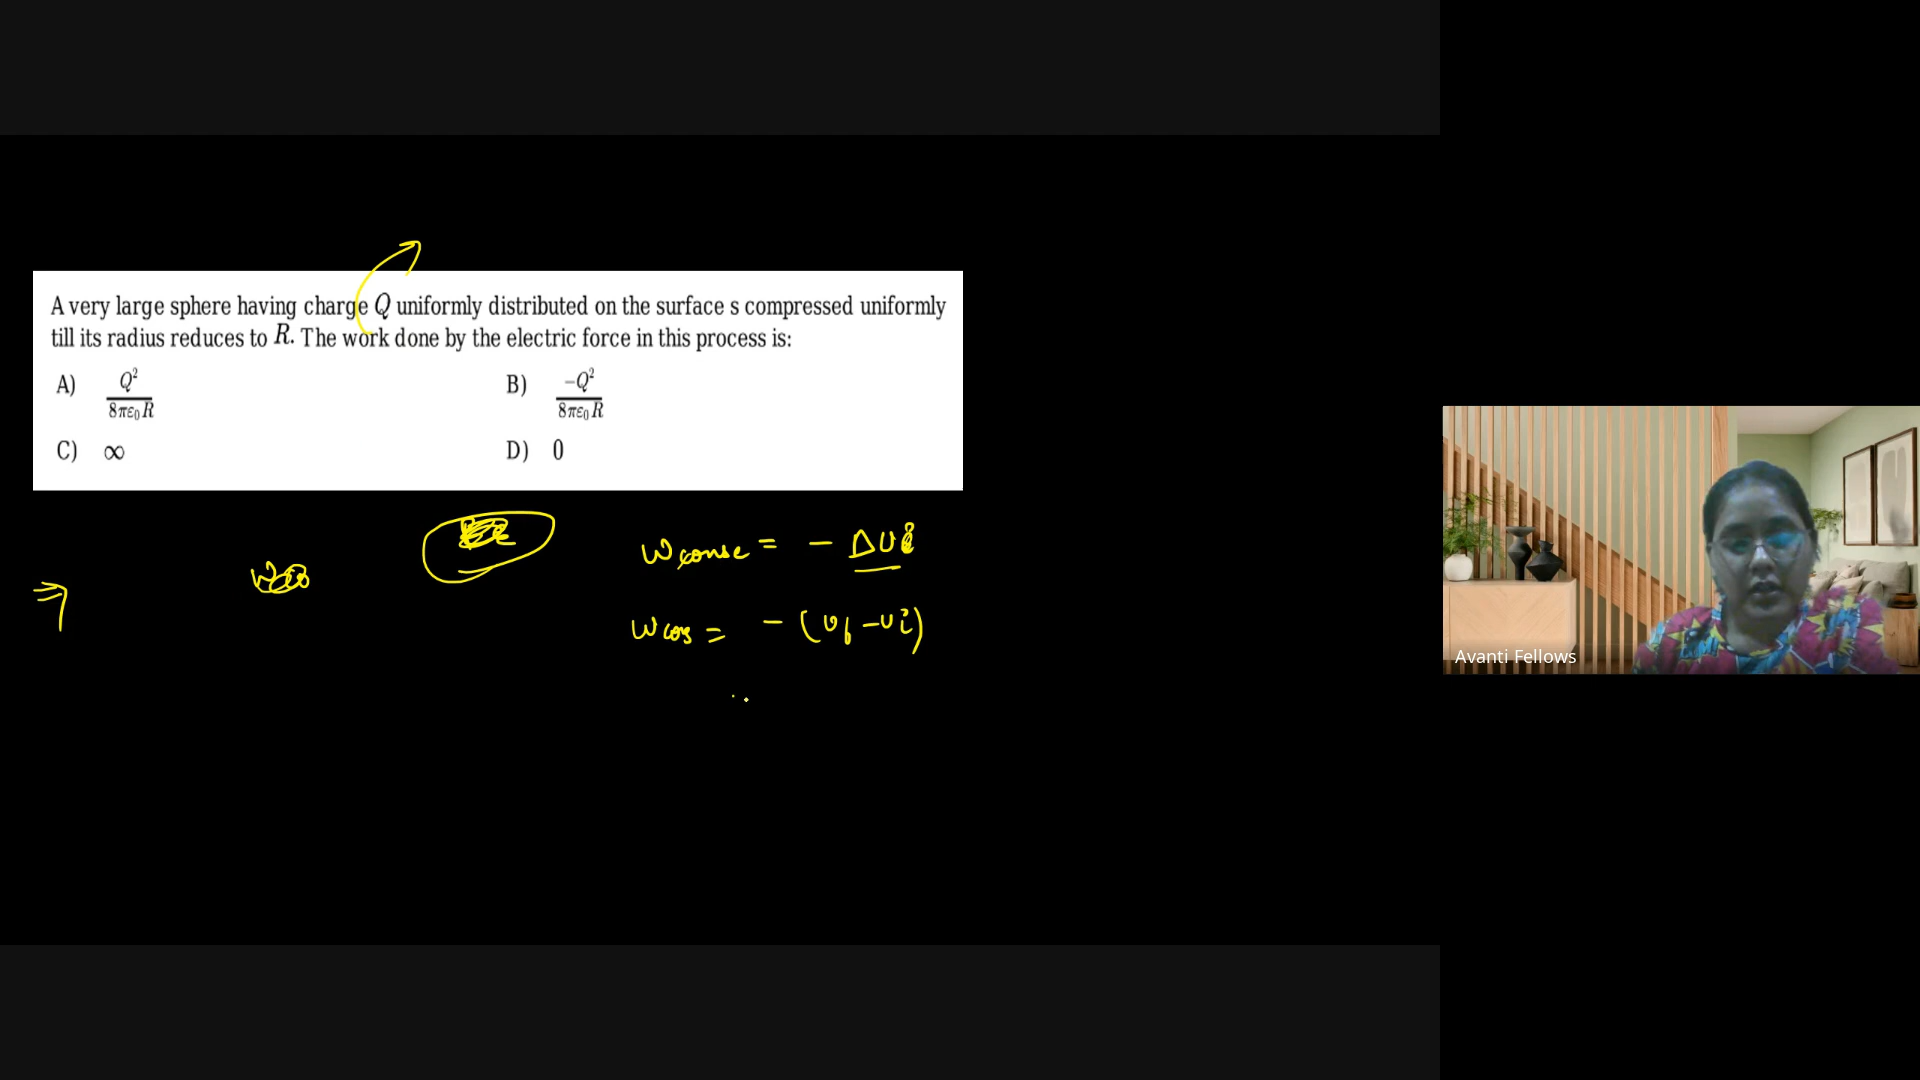 A very large sphere having charge Q uniformly distributed on the surface s compressed uniformly
till its radius reduces to R. The work done by the electric force in this process is:
A) Q²/8πε₀R
B) −Q²/8πε₀R
C) ∞
D) 0
W conse = − ΔU
W cos = − (Uf − Ui)
Avanti Fellows